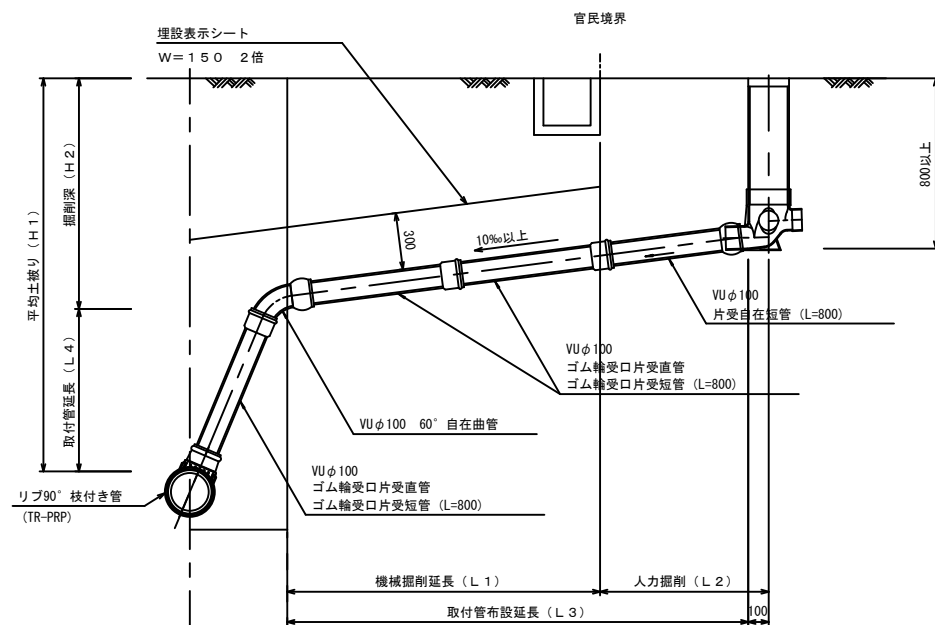 官民境界
埋設表示シート
W=150 2倍
平均土被り(H1)
掘削深(H2)
取付管延長(L4)
800以上
300
10‰以上
VUφ100
片受自在短管 (L=800)
VUφ100
ゴム輪受口片受直管
ゴム輪受口片受短管 (L=800)
VUφ100 60°自在曲管
VUφ100
ゴム輪受口片受直管
ゴム輪受口片受短管 (L=800)
リブ90°枝付き管
(TR-PRP)
機械掘削延長(L1)
人力掘削(L2)
取付管布設延長(L3)
100